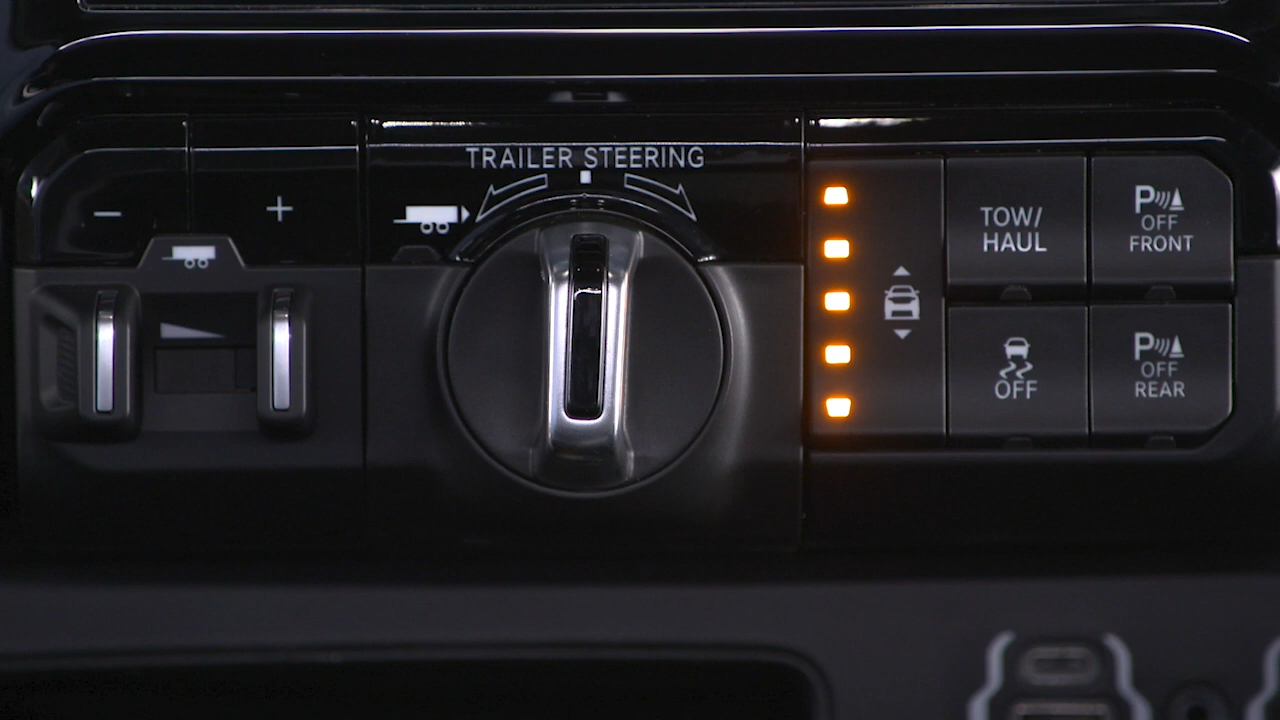 TRAILER STEERING
− +
TOW/
HAUL
P
OFF
FRONT
OFF
P
OFF
REAR